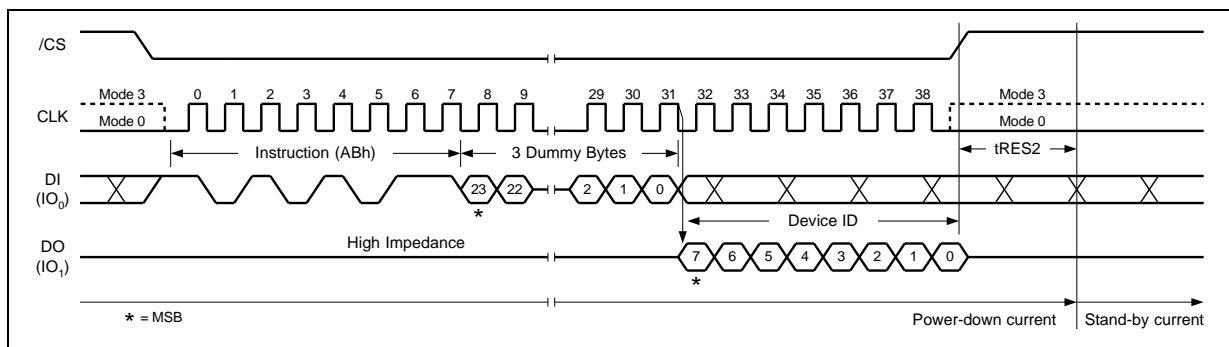 /CS
Mode 3
0 1 2 3 4 5 6 7 8 9 29 30 31 32 33 34 35 36 37 38
Mode 3
CLK
Mode 0
Mode 0
Instruction (ABh)
3 Dummy Bytes
tRES2
DI
(IO0)
23 22 2 1 0
*
Device ID
DO
(IO1)
High Impedance
7 6 5 4 3 2 1 0
*
* = MSB
Power-down current
Stand-by current